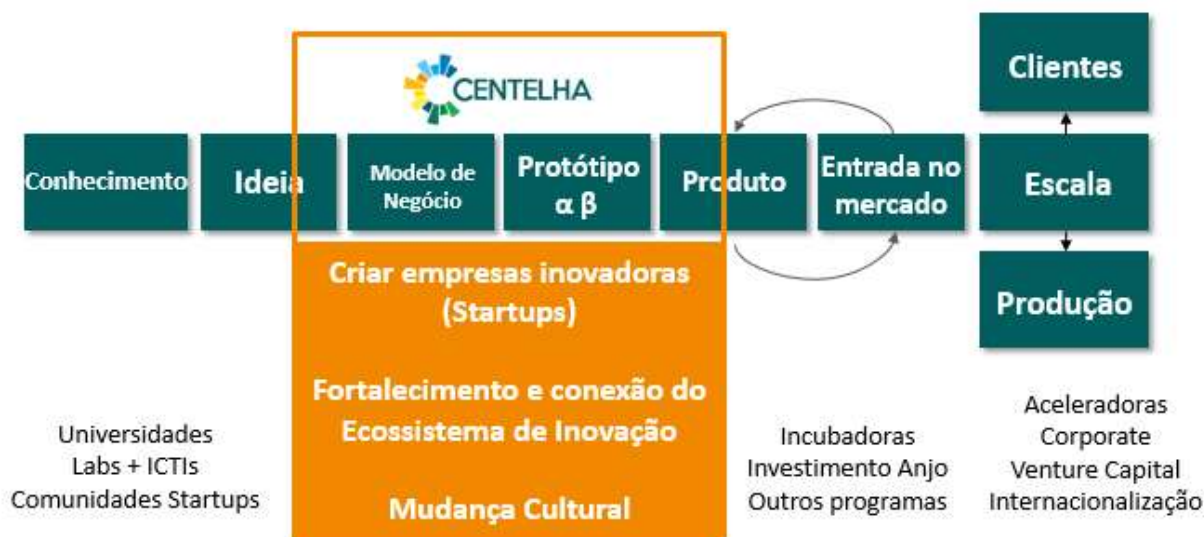 CENTELHA
Clientes
Conhecimento
Ideia
Modelo de
Negócio
Protótipo
α β
Produto
Entrada no
mercado
Escala
Produção
Criar empresas inovadoras
(Startups)
Fortalecimento e conexão do
Ecossistema de Inovação
Mudança Cultural
Universidades
Labs + ICTIs
Comunidades Startups
Incubadoras
Investimento Anjo
Outros programas
Aceleradoras
Corporate
Venture Capital
Internacionalização